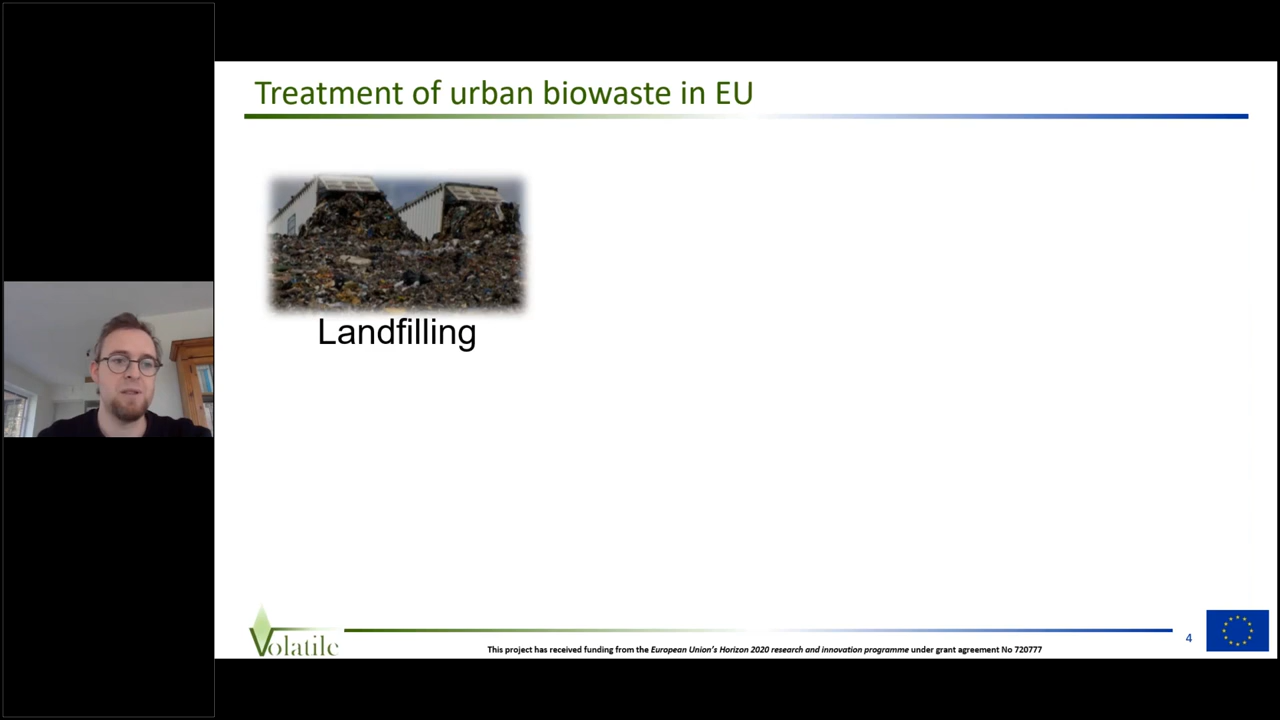 Treatment of urban biowaste in EU
Landfilling
Volatile
This project has received funding from the European Union's Horizon 2020 research and innovation programme under grant agreement No 720777
4